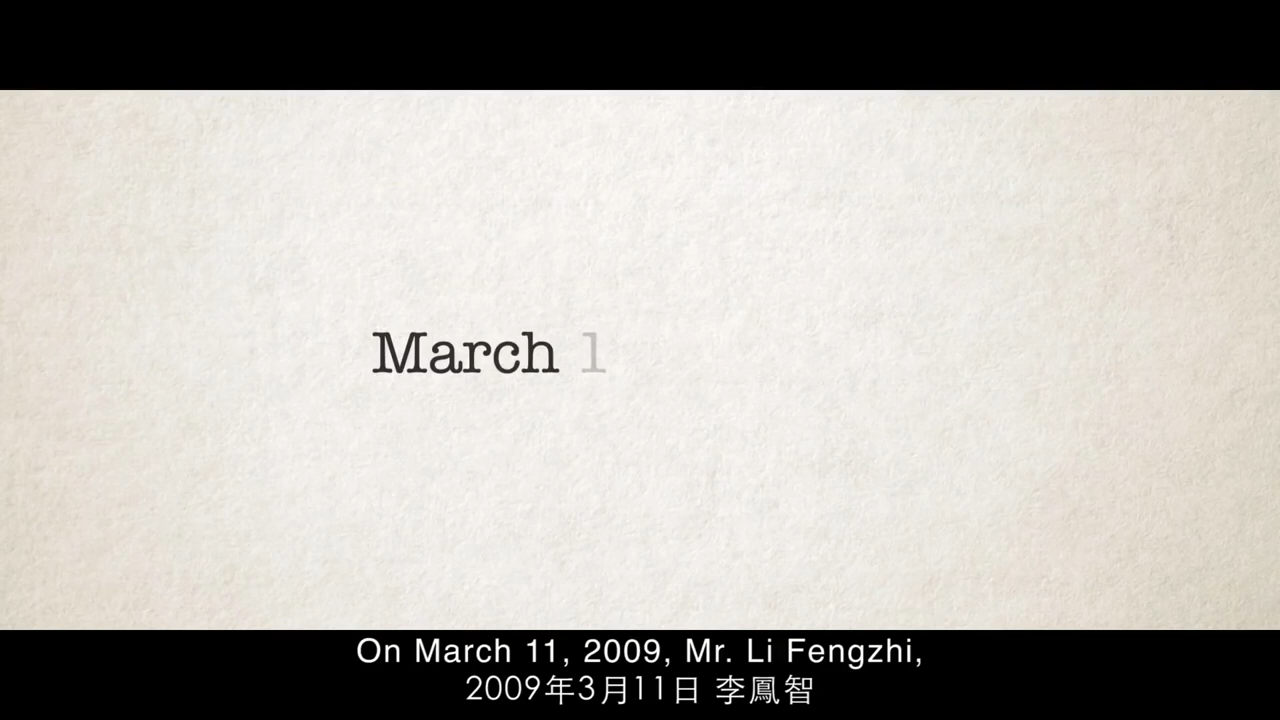 March 1
On March 11, 2009, Mr. Li Fengzhi,
2009年3月11日 李鳳智